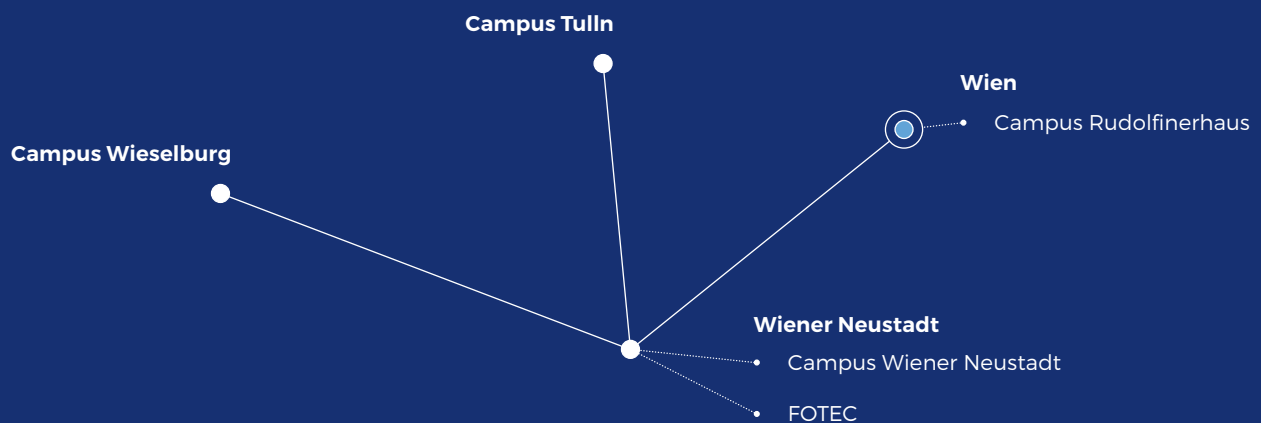 Campus Tulln
Wien
Campus Rudolfinerhaus
Campus Wieselburg
Wiener Neustadt
Campus Wiener Neustadt
FOTEC